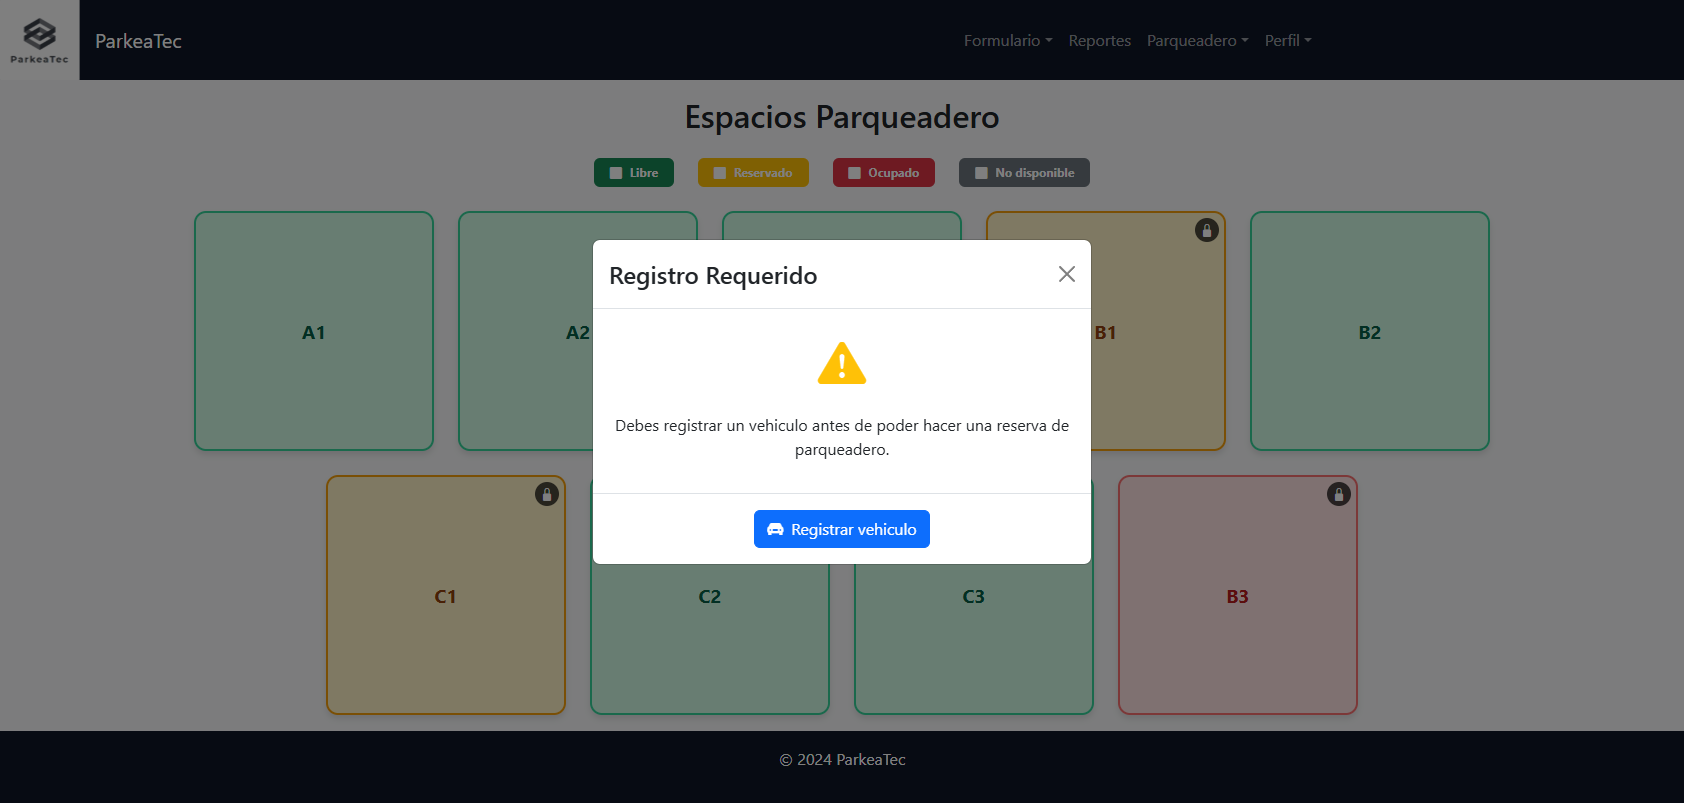 ParkeaTec
ParkeaTec
Formulario
Reportes
Parqueadero
Perfil
Espacios Parqueadero
Libre
Reservado
Ocupado
No disponible
A1
A2
B1
B2
Registro Requerido
Debes registrar un vehiculo antes de poder hacer una reserva de
parqueadero.
Registrar vehiculo
C1
C2
C3
B3
© 2024 ParkeaTec